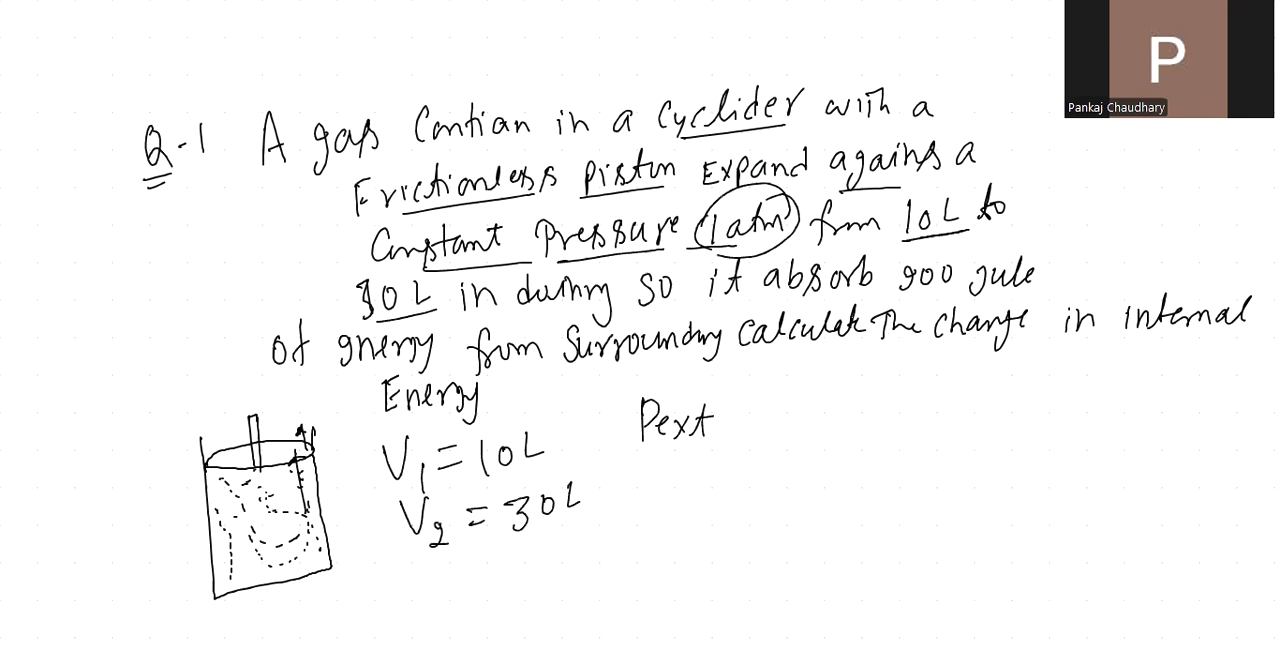 P
Pankaj Chaudhary
Q-1 A gas Contian in a Cyclider with a
Frictionless Piston Expand agains a
Constant Pressure (1atm) from 10L to
30L in during so it absorb 900 jule
of energy from Surrounding Calculate The Change in internal
Energy
V1 = 10L
Pext
V2 = 30L